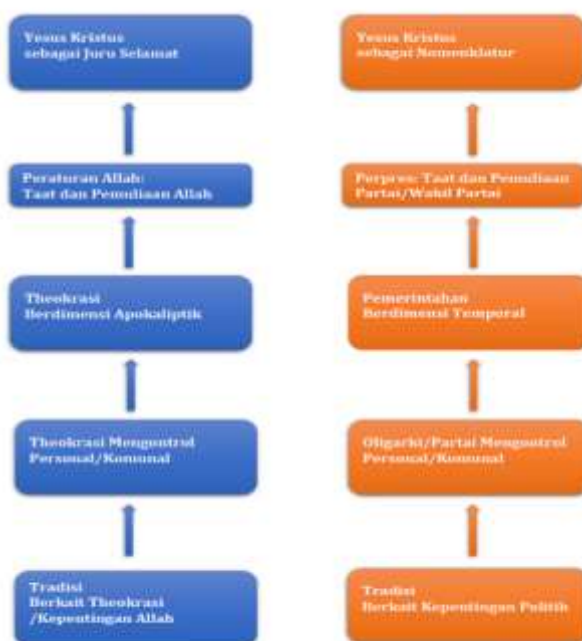 Yesus Kristus
sebagai Juru Selamat
Peraturan Allah:
Taat dan Pemuliaan Allah
Theokrasi
Berdimensi Apokaliptik
Theokrasi Mengontrol
Personal/Komunal
Tradisi
Berkait Theokrasi
/Kepentingan Allah
Yesus Kristus
sebagai Nomenklatur
Perpres: Taat dan Pemuliaan
Partai/Wakil Partai
Pemerintahan
Berdimensi Temporal
Oligarki/Partai Mengontrol
Personal/Komunal
Tradisi
Berkait Kepentingan Politik